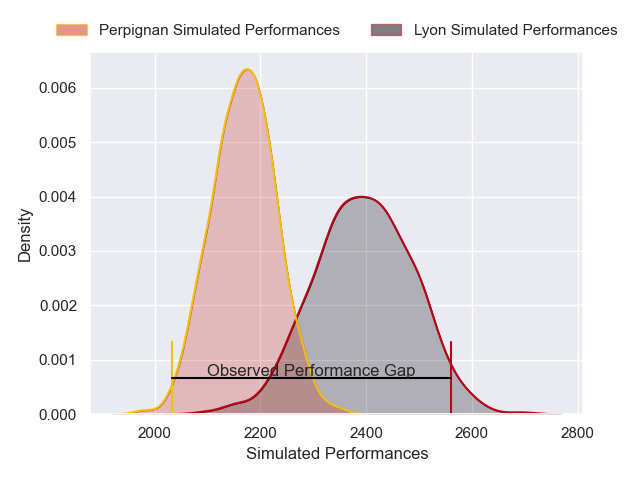 Perpignan Simulated Performances Lyon Simulated Performances
0.006
0.005
0.004
0.003
0.002
0.001
0.000
Density
Observed Performance Gap
2000 2200 2400 2600 2800
Simulated Performances